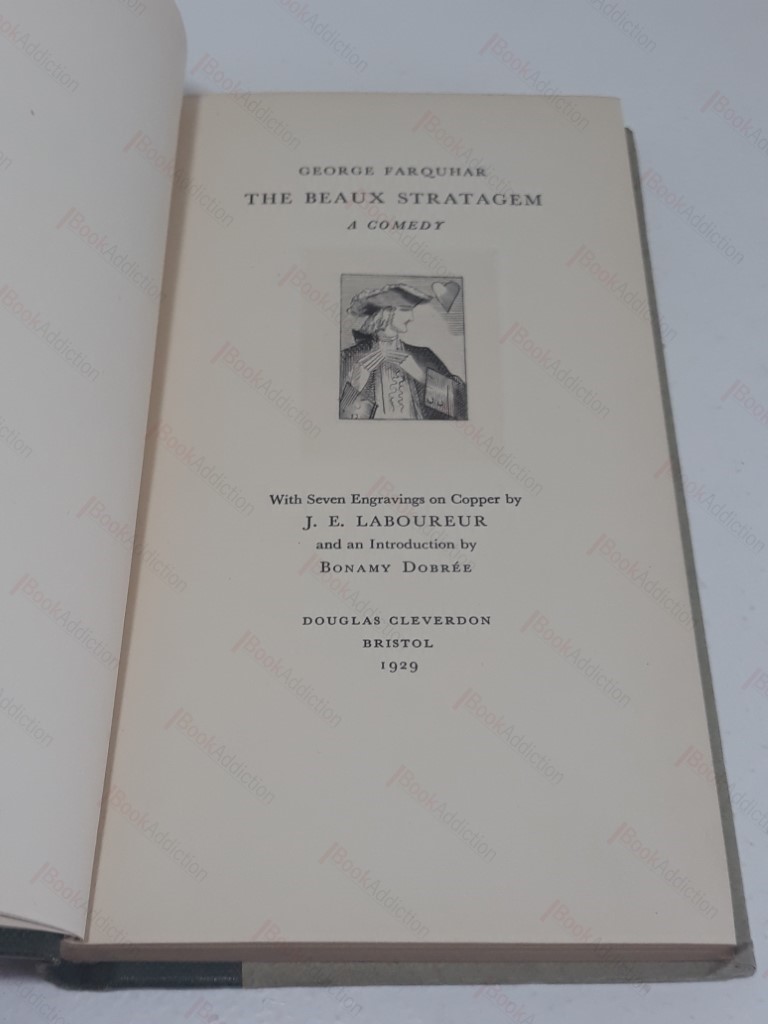 GEORGE FARQUHAR
THE BEAUX STRATAGEM
A COMEDY
With Seven Engravings on Copper by
J. E. LABOUREUR
and an Introduction by
BONAMY DOBRÉE
DOUGLAS CLEVERDON
BRISTOL
1929
BookAddiction